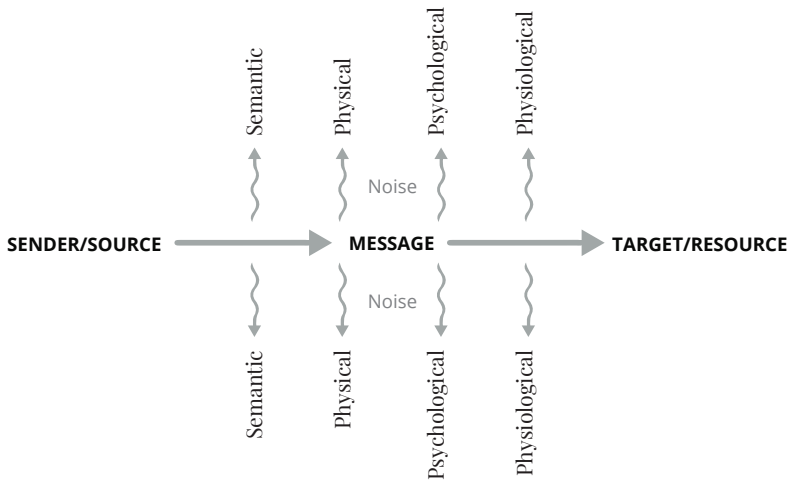 Semantic
Physical
Psychological
Physiological
Noise
SENDER/SOURCE
MESSAGE
TARGET/RESOURCE
Noise
Semantic
Physical
Psychological
Physiological